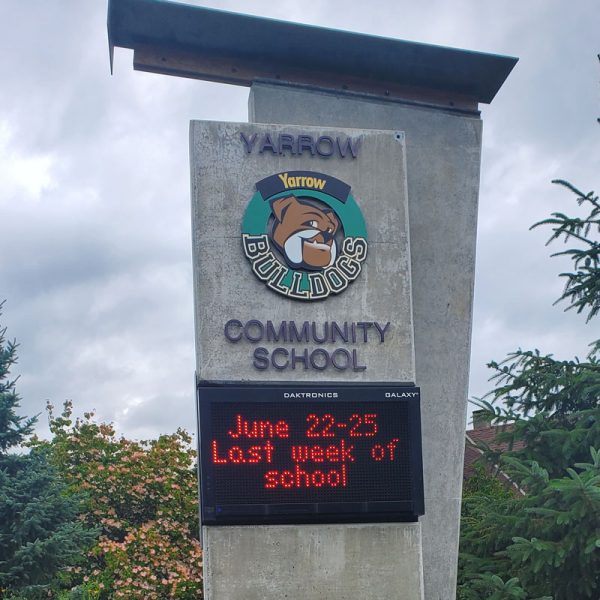 YARROW
Yarrow
BULLDOGS
COMMUNITY
SCHOOL
DAKTRONICS GALAXY®
June 22-25
Last week of
school